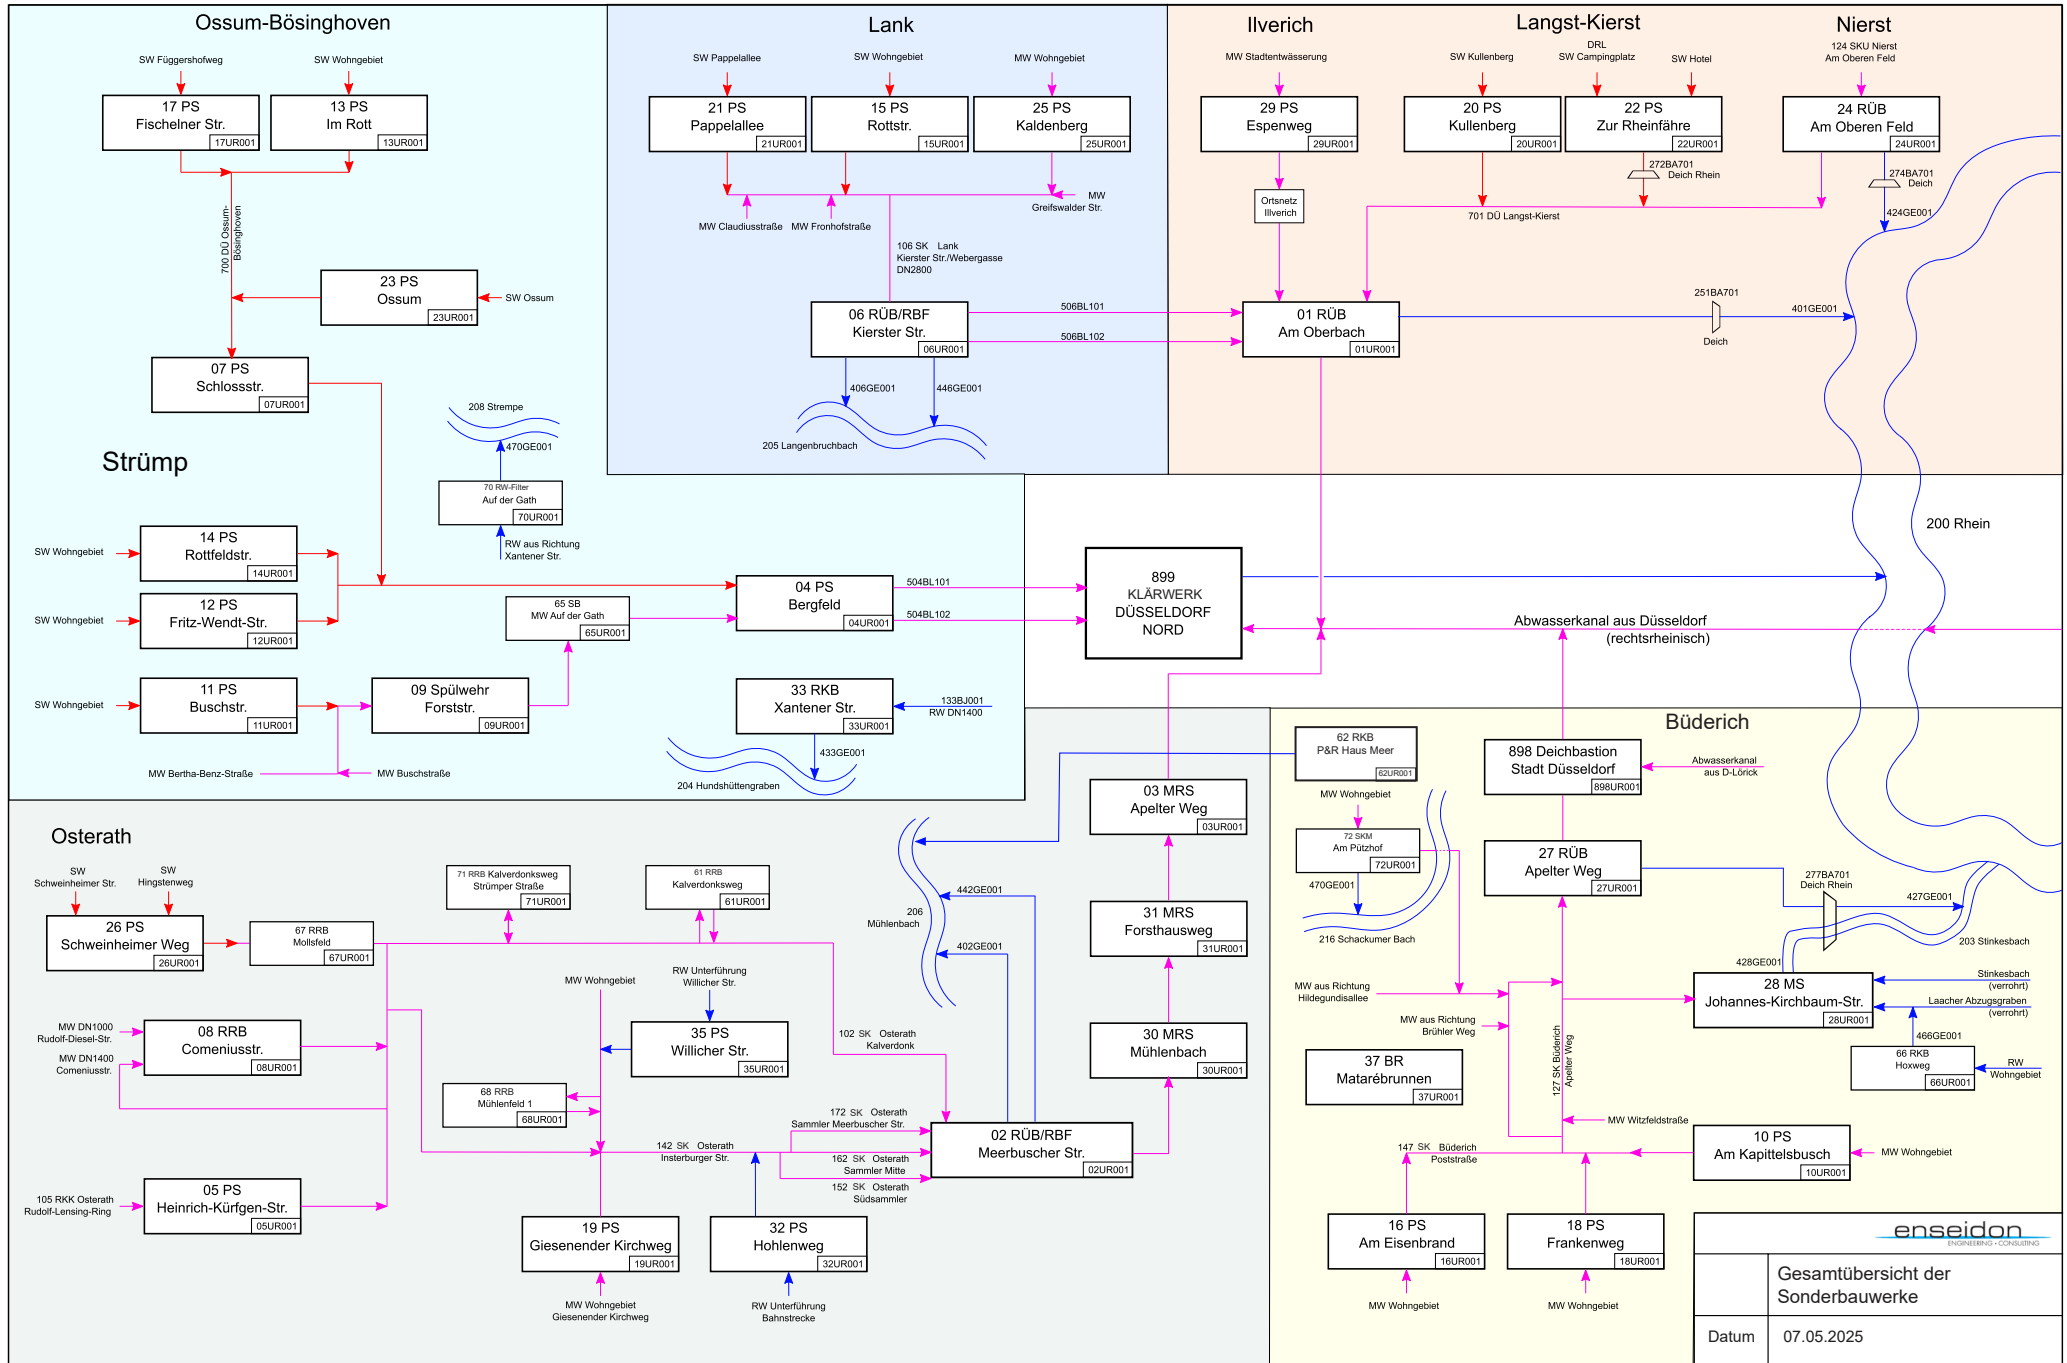 Ossum-Bösinghoven
SW Függershofweg
SW Wohngebiet
17 PS
Fischelner Str.
17UR001
13 PS
Im Rott
13UR001
700 DÜ Ossum-
Bösinghoven
23 PS
Ossum
23UR001
SW Ossum
07 PS
Schlossstr.
07UR001
208 Strempe
470GE001
70 RW-Filter
Auf der Gath
70UR001
RW aus Richtung
Xantener Str.
Strümp
SW Wohngebiet
14 PS
Rottfeldstr.
14UR001
SW Wohngebiet
12 PS
Fritz-Wendt-Str.
12UR001
SW Wohngebiet
11 PS
Buschstr.
11UR001
MW Bertha-Benz-Straße
MW Buschstraße
09 Spülwehr
Forststr.
09UR001
65 SB
MW Auf der Gath
65UR001
04 PS
Bergfeld
04UR001
504BL101
504BL102
33 RKB
Xantener Str.
33UR001
133BJ001
RW DN1400
433GE001
204 Hundshüttengraben
Lank
SW Pappelallee
SW Wohngebiet
MW Wohngebiet
21 PS
Pappelallee
21UR001
15 PS
Rottstr.
15UR001
25 PS
Kaldenberg
25UR001
MW
Greifswalder Str.
MW Claudiusstraße
MW Fronhofstraße
106 SK Lank
Kierster Str./Webergasse
DN2800
06 RÜB/RBF
Kierster Str.
06UR001
506BL101
506BL102
406GE001
446GE001
205 Langenbruchbach
Ilverich
Langst-Kierst
Nierst
MW Stadtentwässerung
29 PS
Espenweg
29UR001
Ortsnetz
Illverich
SW Kullenberg
20 PS
Kullenberg
20UR001
DRL
SW Campingplatz
SW Hotel
22 PS
Zur Rheinfähre
22UR001
272BA701
Deich Rhein
701 DÜ Langst-Kierst
124 SKU Nierst
Am Oberen Feld
24 RÜB
Am Oberen Feld
24UR001
274BA701
Deich
424GE001
01 RÜB
Am Oberbach
01UR001
251BA701
Deich
401GE001
200 Rhein
899
KLÄRWERK
DÜSSELDORF
NORD
Abwasserkanal aus Düsseldorf
(rechtsrheinisch)
Osterath
SW
Schweinheimer Str.
SW
Hingstenweg
26 PS
Schweinheimer Weg
26UR001
67 RRB
Mollsfeld
67UR001
71 RRB Kalverdonksweg
Strümper Straße
71UR001
61 RRB
Kalverdonksweg
61UR001
MW DN1000
Rudolf-Diesel-Str.
MW DN1400
Comeniusstr.
08 RRB
Comeniusstr.
08UR001
105 RKK Osterath
Rudolf-Lensing-Ring
05 PS
Heinrich-Kürfgen-Str.
05UR001
MW Wohngebiet
RW Unterführung
Willicher Str.
35 PS
Willicher Str.
35UR001
68 RRB
Mühlenfeld 1
68UR001
102 SK Osterath
Kalverdonk
142 SK Osterath
Insterburger Str.
172 SK Osterath
Sammler Meerbuscher Str.
162 SK Osterath
Sammler Mitte
152 SK Osterath
Südsammler
19 PS
Giesenender Kirchweg
19UR001
MW Wohngebiet
Giesenender Kirchweg
32 PS
Hohlenweg
32UR001
RW Unterführung
Bahnstrecke
02 RÜB/RBF
Meerbuscher Str.
02UR001
206
Mühlenbach
442GE001
402GE001
03 MRS
Apelter Weg
03UR001
31 MRS
Forsthausweg
31UR001
30 MRS
Mühlenbach
30UR001
Büderich
62 RKB
P&R Haus Meer
62UR001
MW Wohngebiet
72 SKM
Am Pützhof
72UR001
470GE001
216 Schackumer Bach
898 Deichbastion
Stadt Düsseldorf
898UR001
Abwasserkanal
aus D-Lörick
27 RÜB
Apelter Weg
27UR001
277BA701
Deich Rhein
427GE001
203 Stinkesbach
428GE001
28 MS
Johannes-Kirchbaum-Str.
28UR001
Stinkesbach
(verrohrt)
Laacher Abzugsgraben
(verrohrt)
466GE001
66 RKB
Hoxweg
66UR001
RW
Wohngebiet
MW aus Richtung
Hildegundisallee
MW aus Richtung
Brühler Weg
37 BR
Matarébrunnen
37UR001
127 SK Büderich
Apelter Weg
MW Witzfeldstraße
147 SK Büderich
Poststraße
10 PS
Am Kapittelsbusch
10UR001
MW Wohngebiet
16 PS
Am Eisenbrand
16UR001
MW Wohngebiet
18 PS
Frankenweg
18UR001
MW Wohngebiet
enseidon
ENGINEERING + CONSULTING
Gesamtübersicht der
Sonderbauwerke
Datum
07.05.2025